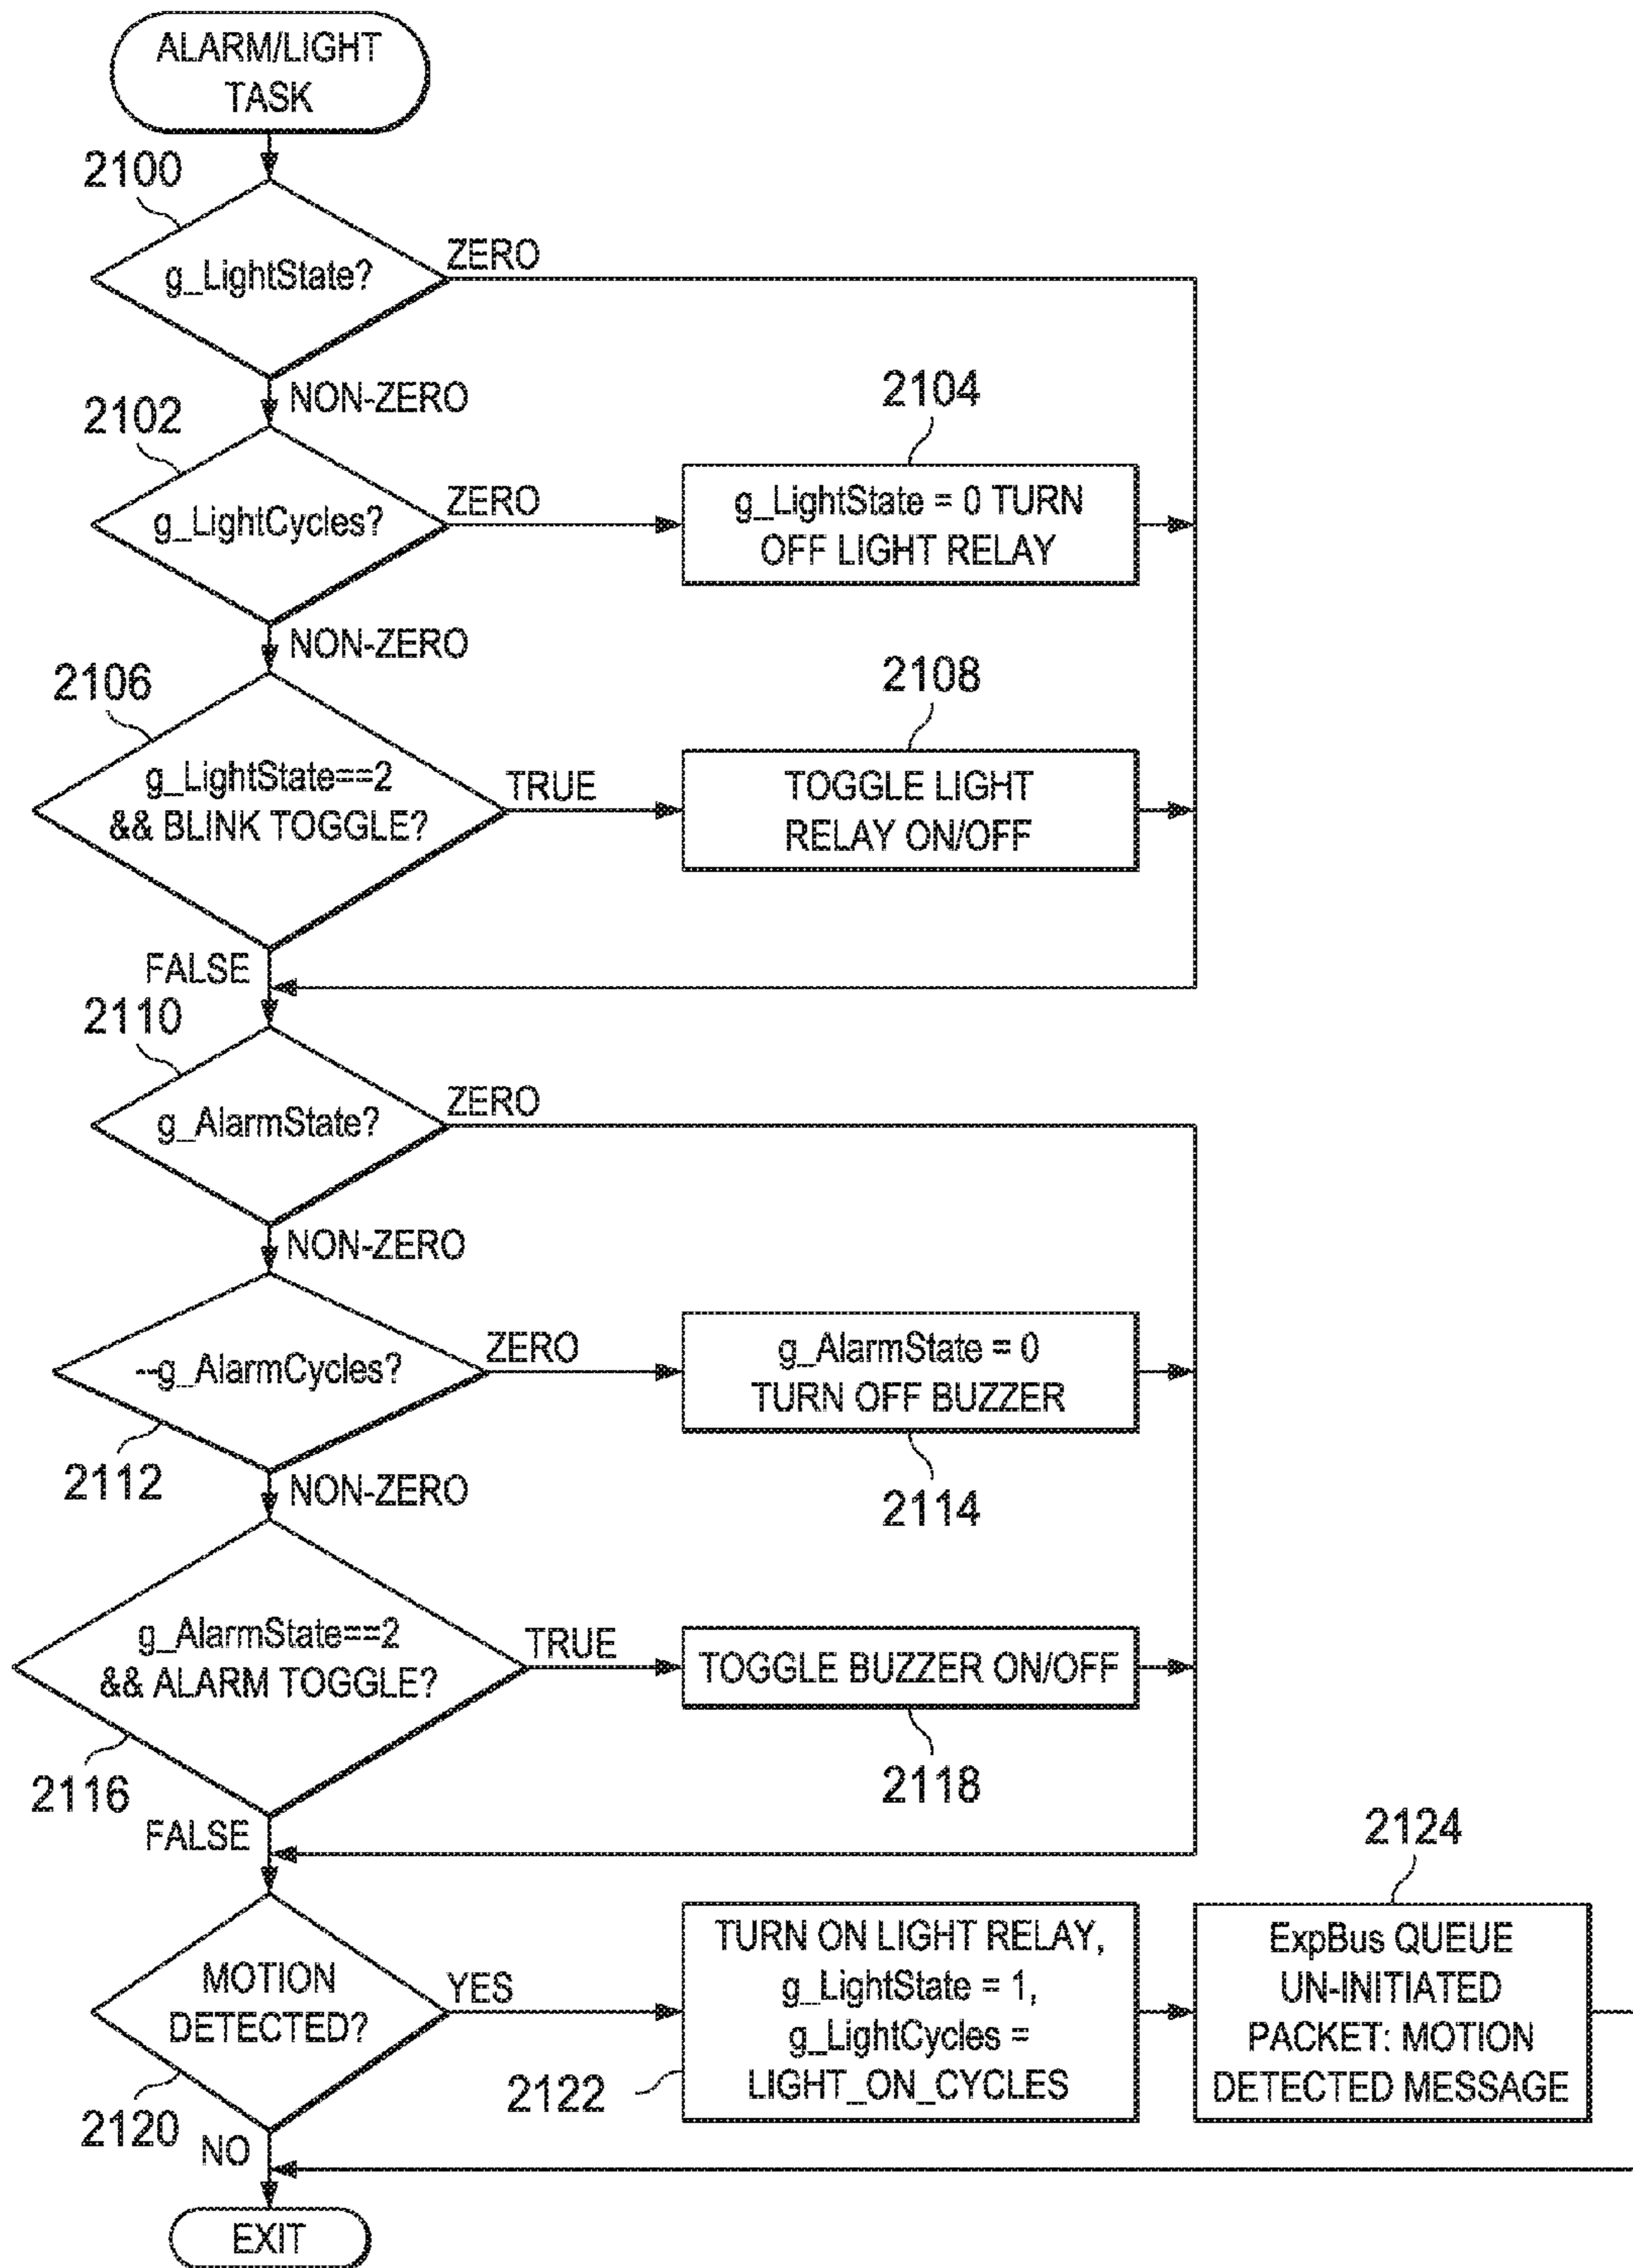 ALARM/LIGHT
TASK
2100
g_LightState?
ZERO
NON-ZERO
2102
g_LightCycles?
ZERO
2104
g_LightState = 0 TURN
OFF LIGHT RELAY
NON-ZERO
2106
g_LightState==2
&& BLINK TOGGLE?
TRUE
2108
TOGGLE LIGHT
RELAY ON/OFF
FALSE
2110
g_AlarmState?
ZERO
NON-ZERO
--g_AlarmCycles?
2112
ZERO
g_AlarmState = 0
TURN OFF BUZZER
2114
NON-ZERO
g_AlarmState==2
&& ALARM TOGGLE?
2116
TRUE
TOGGLE BUZZER ON/OFF
2118
FALSE
MOTION
DETECTED?
2120
YES
TURN ON LIGHT RELAY,
g_LightState = 1,
g_LightCycles =
LIGHT_ON_CYCLES
2122
2124
ExpBus QUEUE
UN-INITIATED
PACKET: MOTION
DETECTED MESSAGE
NO
EXIT